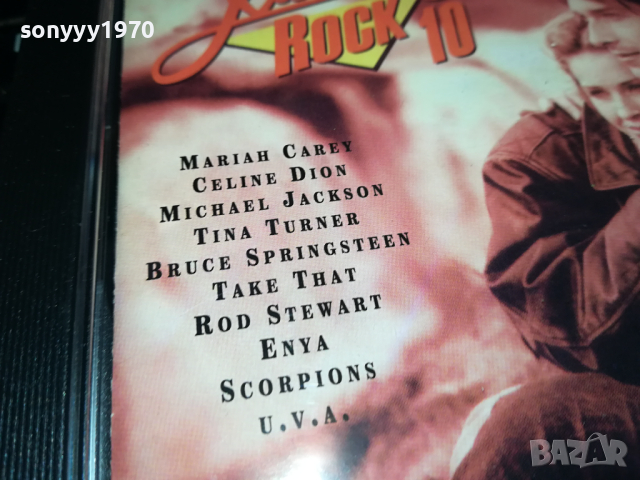 sonyyy1970
ROCK 10
MARIAH CAREY
CELINE DION
MICHAEL JACKSON
TINA TURNER
BRUCE SPRINGSTEEN
TAKE THAT
ROD STEWART
ENYA
SCORPIONS
U.V.A.
BAZAR